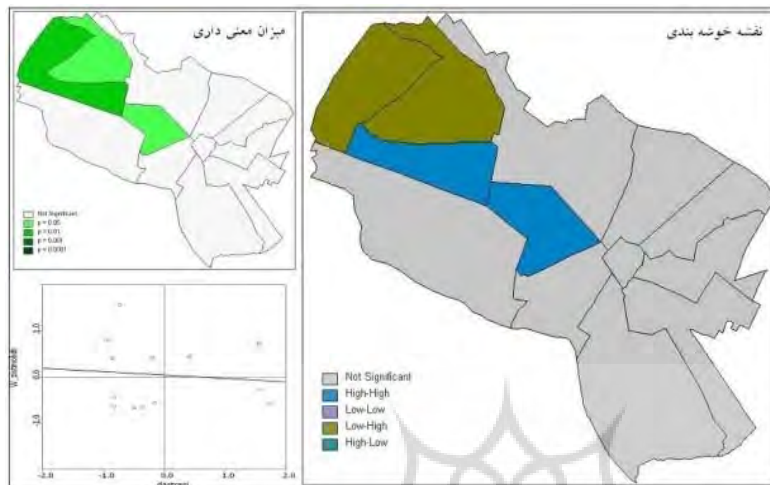 میزان معنی داری
Not Significant
p = 0.05
p = 0.01
p = 0.001
p = 0.0001
نقشه خوشه بندی
Not Significant
High-High
Low-Low
Low-High
High-Low
1.0
0.0
-1.0
-2.0
-1.0
0.0
1.0
2.0